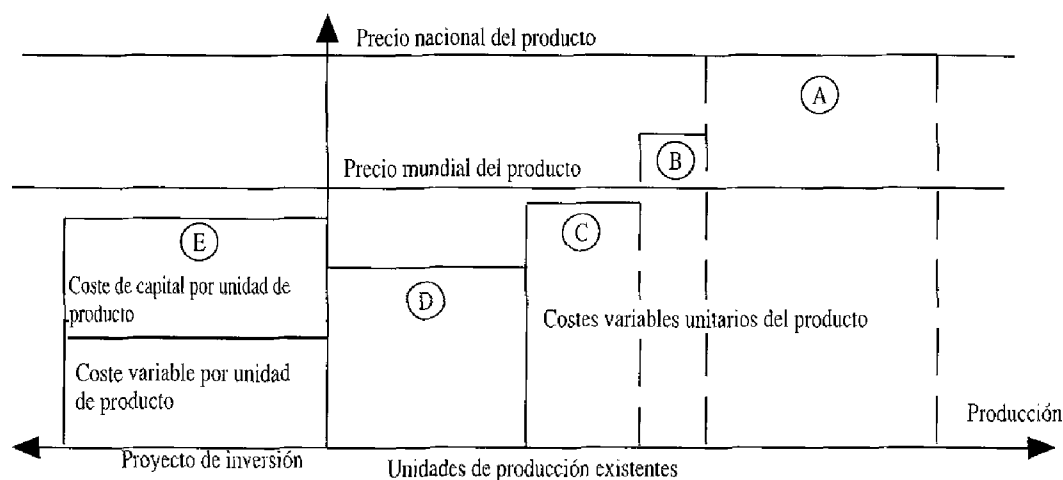 Precio nacional del producto
A
B
Precio mundial del producto
C
E
Coste de capital por unidad de
producto
D
Costes variables unitarios del producto
Coste variable por unidad
de producto
Producción
Proyecto de inversión
Unidades de producción existentes